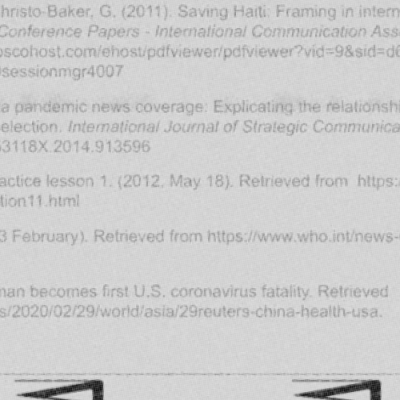 hristo-Baker, G. (2011). Saving Haiti: Framing in intern
Conference Papers - International Communication Ass
oscohost.com/ehost/pdfviewer/pdfviewer?vid=9&sid=d6
sessionmgr4007
a pandemic news coverage: Explicating the relationshi
election. International Journal of Strategic Communica
3118X.2014.913596
actice lesson 1. (2012, May 18). Retrieved from https:
tion11.html
3 February). Retrieved from https://www.who.int/news-
man becomes first U.S. coronavirus fatality. Retrieved
s/2020/02/29/world/asia/29reuters-china-health-usa.